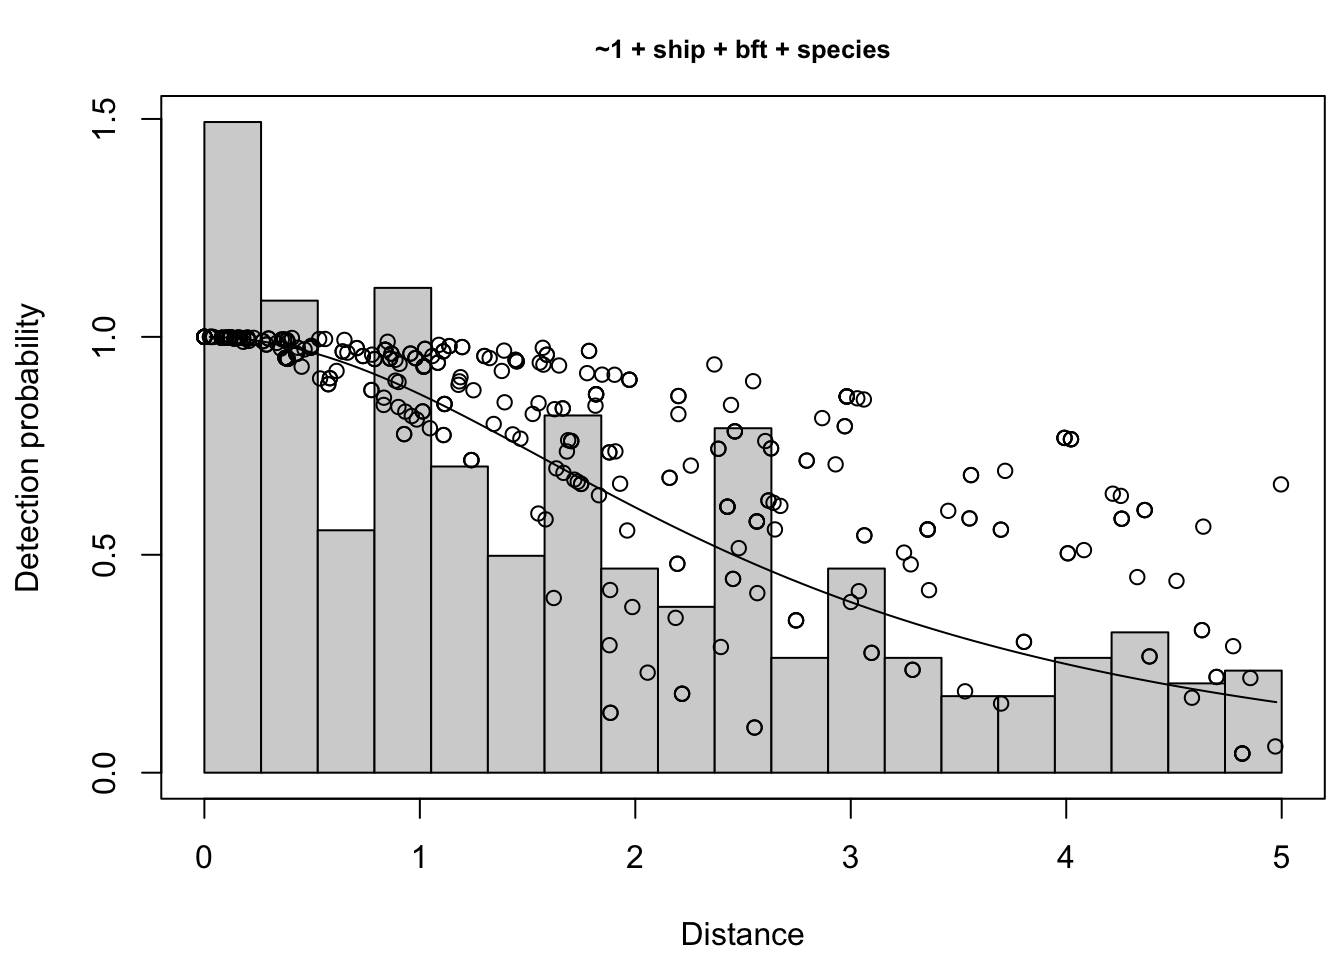 ~1 + ship + bft + species
Detection probability
1.5
1.0
0.5
0.0
0 1 2 3 4 5
Distance